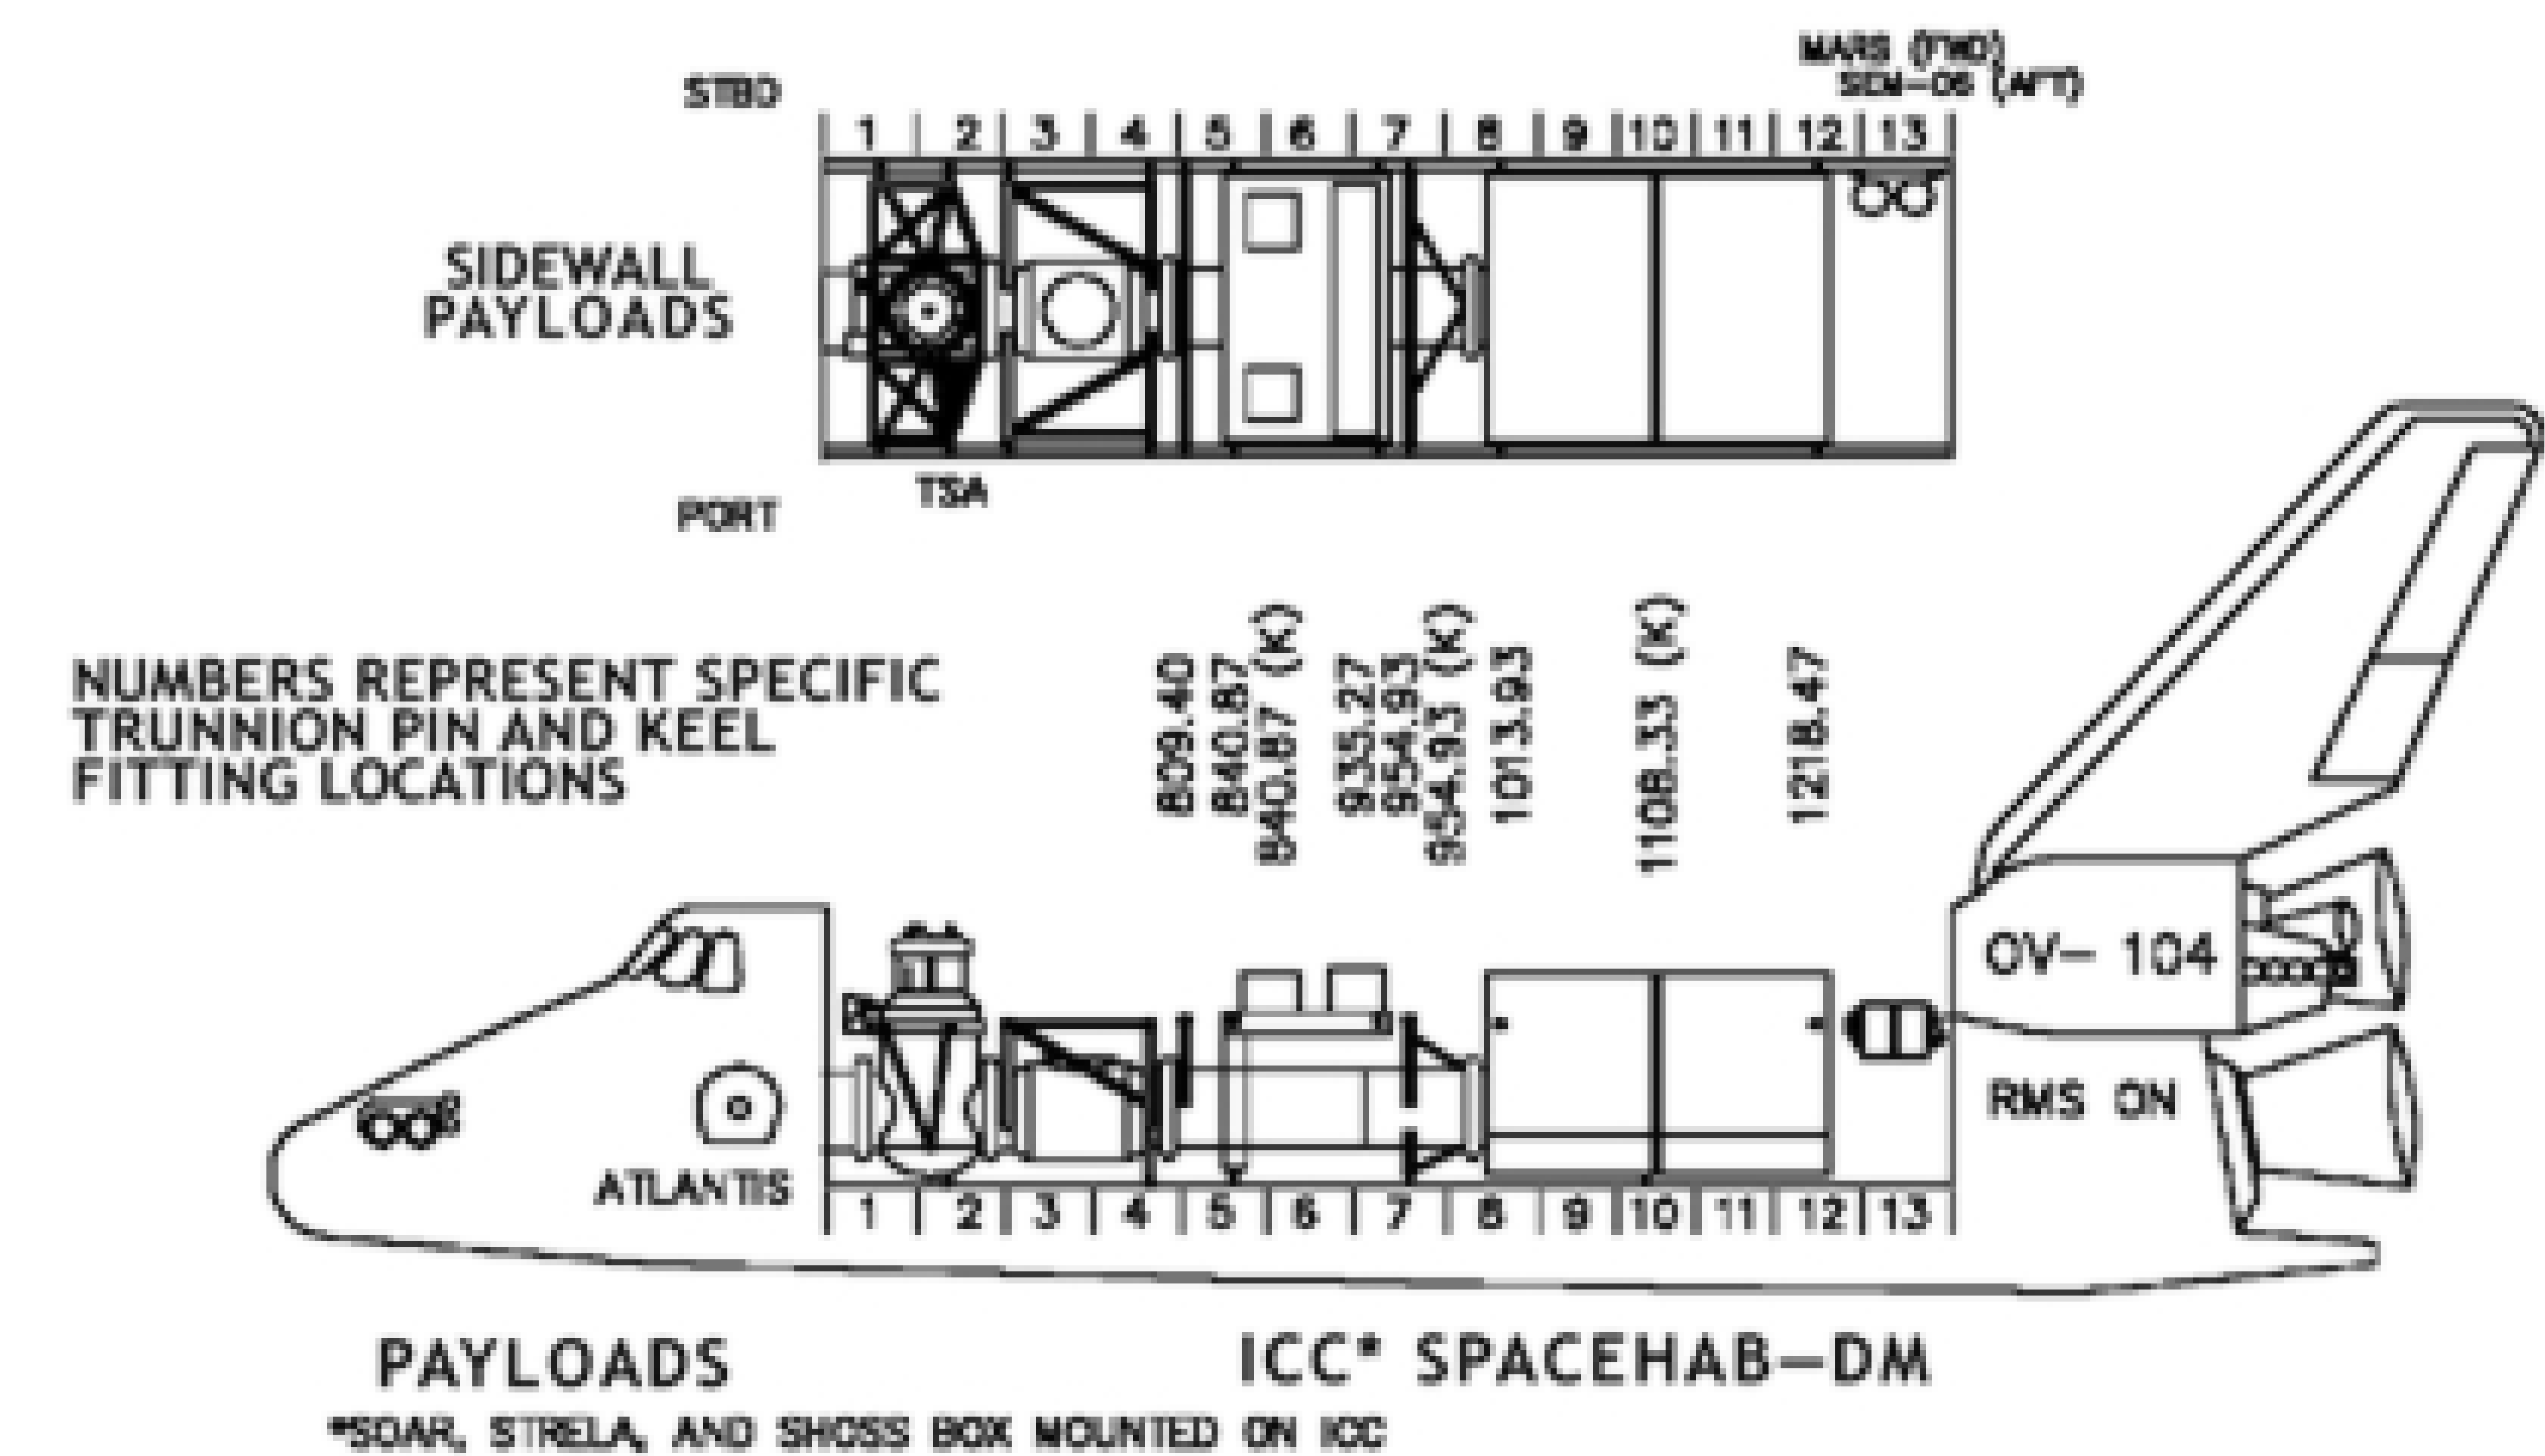 MARS (FWD)
SEM-06 (AFT)
STBD
1 2 3 4 5 6 7 8 9 10 11 12 13
SIDEWALL
PAYLOADS
TSA
PORT
NUMBERS REPRESENT SPECIFIC
TRUNNION PIN AND KEEL
FITTING LOCATIONS
809.40
840.87
840.87 (K)
935.27
954.93
954.93 (K)
1013.93
1108.33 (K)
1218.47
OV- 104
RMS ON
ATLANTIS
1 2 3 4 5 6 7 8 9 10 11 12 13
PAYLOADS
ICC* SPACEHAB-DM
*SOAR, STRELA, AND SHOSS BOX MOUNTED ON ICC